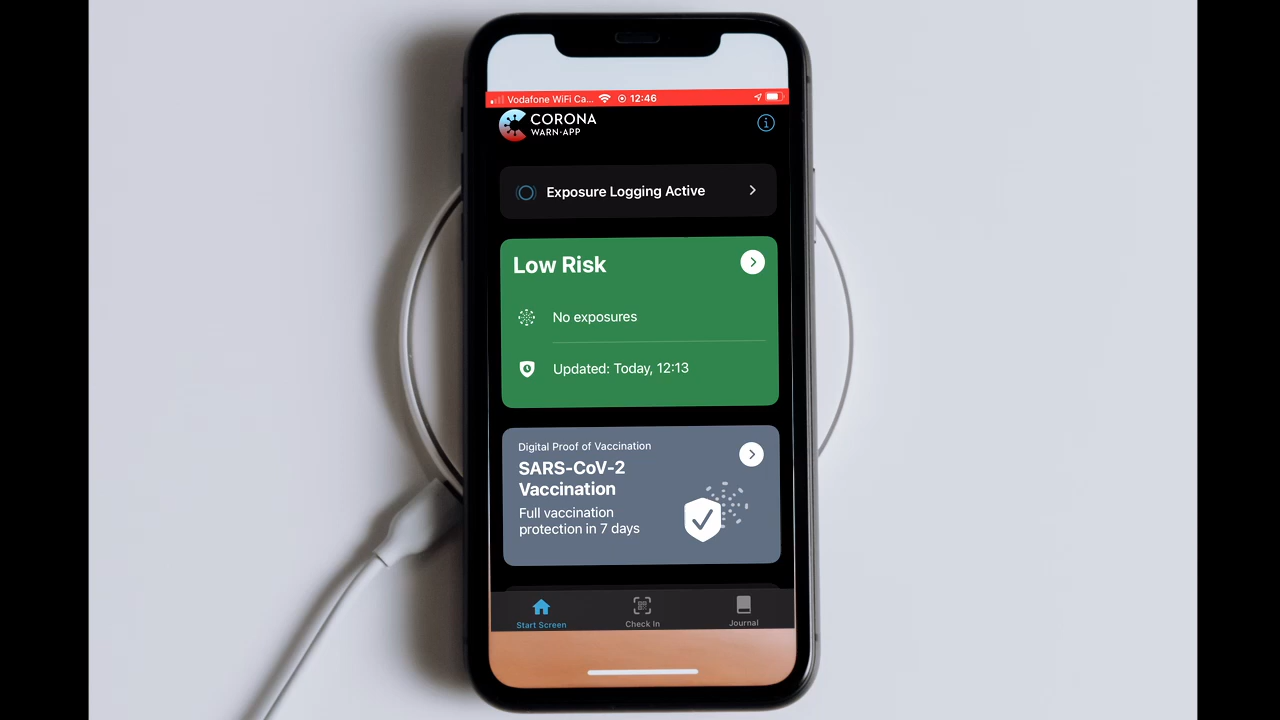 Vodafone WiFi Ca... 12:46
CORONA
WARN-APP
Exposure Logging Active
Low Risk
No exposures
Updated: Today, 12:13
Digital Proof of Vaccination
SARS-CoV-2
Vaccination
Full vaccination
protection in 7 days
Start Screen
Check In
Journal